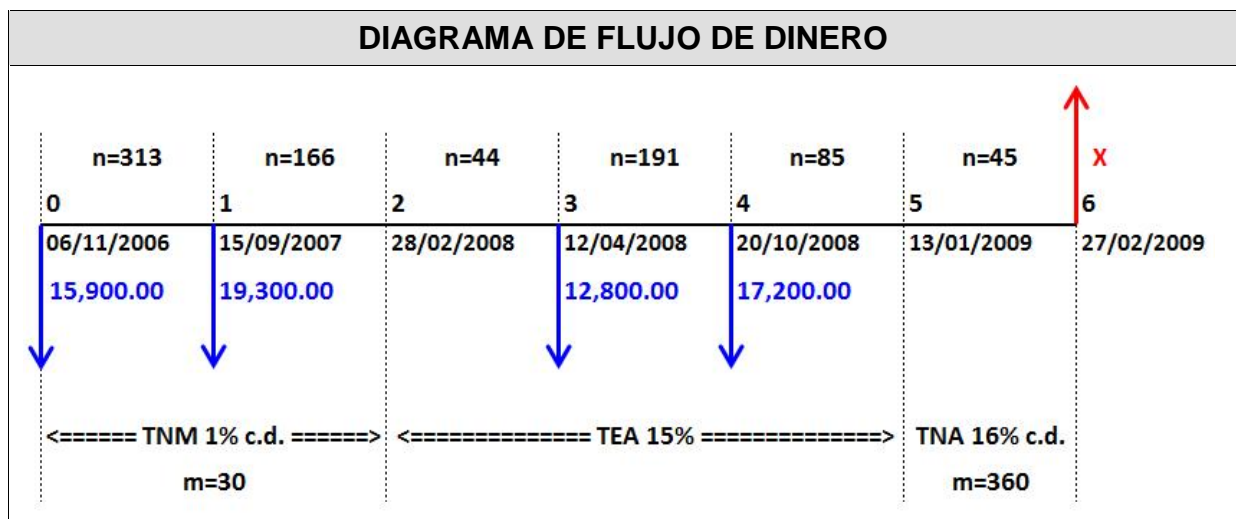 DIAGRAMA DE FLUJO DE DINERO
n=313 n=166 n=44 n=191 n=85 n=45 X
0 1 2 3 4 5 6
06/11/2006 15/09/2007 28/02/2008 12/04/2008 20/10/2008 13/01/2009 27/02/2009
15,900.00 19,300.00 12,800.00 17,200.00
<====== TNM 1% c.d. ======> <============== TEA 15% ==============> TNA 16% c.d.
m=30 m=360